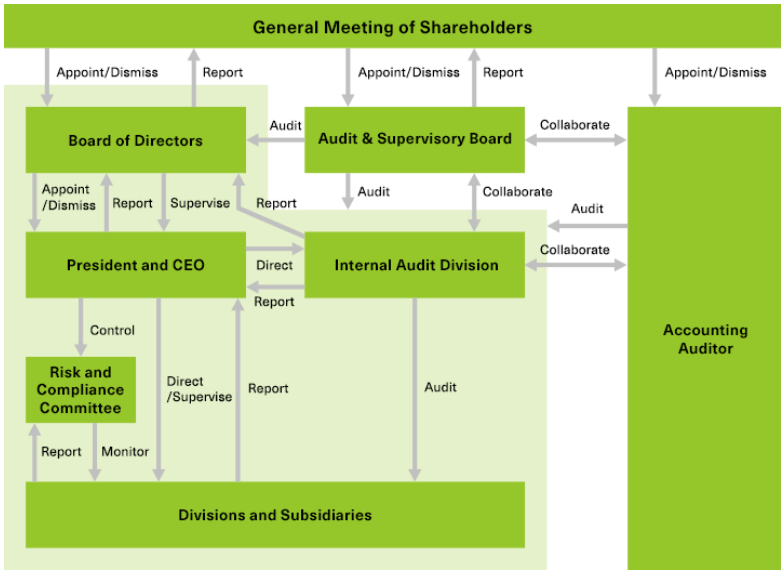 General Meeting of Shareholders
Appoint/Dismiss
Report
Appoint/Dismiss
Report
Appoint/Dismiss
Board of Directors
Audit
Audit & Supervisory Board
Collaborate
Appoint
/Dismiss
Report
Supervise
Report
Audit
Collaborate
Audit
President and CEO
Direct
Internal Audit Division
Collaborate
Report
Control
Accounting
Auditor
Risk and
Compliance
Committee
Direct
/Supervise
Report
Audit
Report
Monitor
Divisions and Subsidiaries